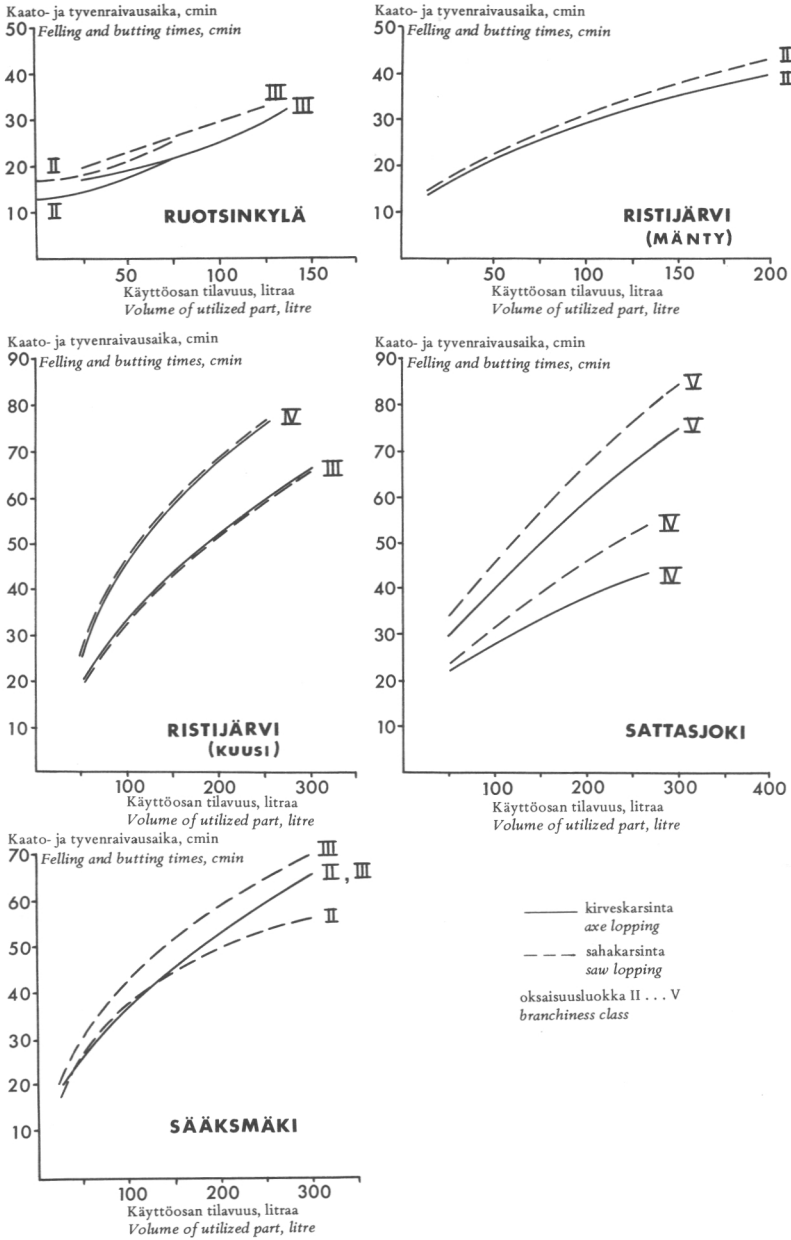 Kaato- ja tyvenraivausaika, cmin
Felling and butting times, cmin
50
40
30
20
10
III
III
II
II
RUOTSINKYLÄ
50 100 150
Käyttöosan tilavuus, litraa
Volume of utilized part, litre
Kaato- ja tyvenraivausaika, cmin
Felling and butting times, cmin
50
40
30
20
10
II
II
RISTIJÄRVI
(MÄNTY)
50 100 150 200
Käyttöosan tilavuus, litraa
Volume of utilized part, litre
Kaato- ja tyvenraivausaika, cmin
Felling and butting times, cmin
90
80
70
60
50
40
30
20
10
IV
III
RISTIJÄRVI
(KUUSI)
100 200 300
Käyttöosan tilavuus, litraa
Volume of utilized part, litre
Kaato- ja tyvenraivausaika, cmin
Felling and butting times, cmin
90
80
70
60
50
40
30
20
10
V
V
IV
IV
SATTASJOKI
100 200 300 400
Käyttöosan tilavuus, litraa
Volume of utilized part, litre
Kaato- ja tyvenraivausaika, cmin
Felling and butting times, cmin
70
60
50
40
30
20
10
III
II, III
II
SÄÄKSMÄKI
100 200 300
Käyttöosan tilavuus, litraa
Volume of utilized part, litre
kirveskarsinta
axe lopping
sahakarsinta
saw lopping
oksaisuusluokka II . . . V
branchiness class